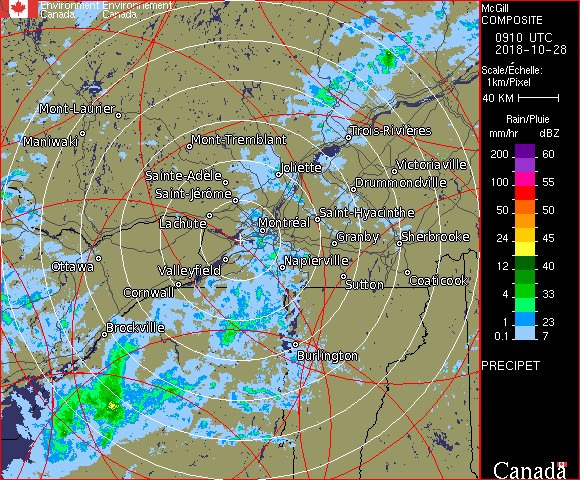 Environment Environnement
Canada Canada
McGill
COMPOSITE
0910 UTC
2018-10-28
Scale/Échelle:
1km/Pixel
40 KM
Rain/Pluie
mm/hr dBZ
200 60
100 55
50 50
24 45
12 40
4 33
1 23
0.1 7
PRECIPET
Canada
Mont-Laurier
Maniwaki
Mont-Tremblant
Trois-Rivières
Joliette
Victoriaville
Sainte-Adèle
Drummondville
Saint-Jérôme
Lachute
Saint-Hyacinthe
Montréal
Granby
Sherbrooke
Ottawa
Valleyfield
Napierville
Sutton
Coaticook
Cornwall
Brockville
Burlington